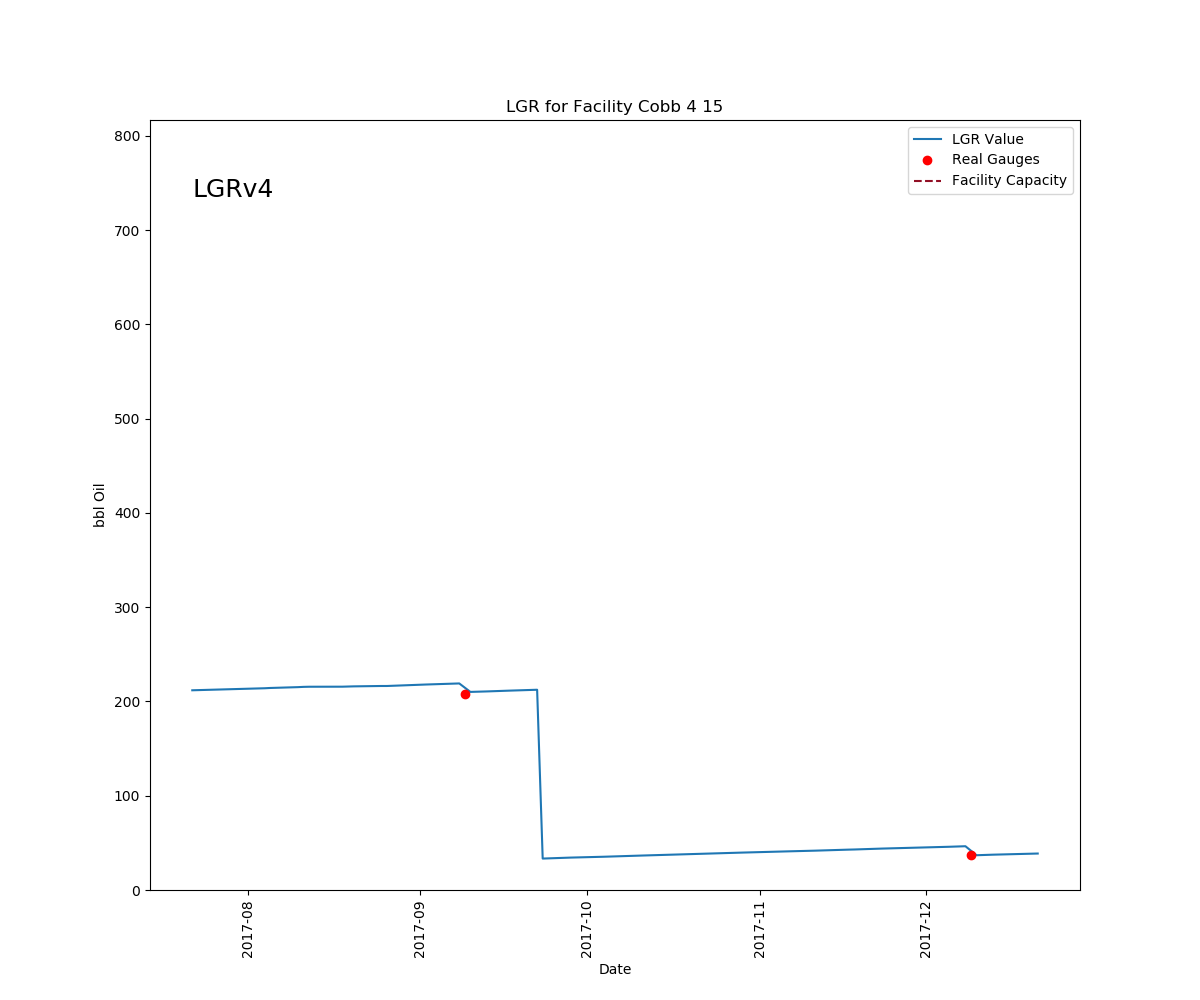 LGR for Facility Cobb 4 15
LGRv4
LGR Value
Real Gauges
Facility Capacity
800
700
600
500
400
300
200
100
0
bbl Oil
2017-08
2017-09
2017-10
2017-11
2017-12
Date